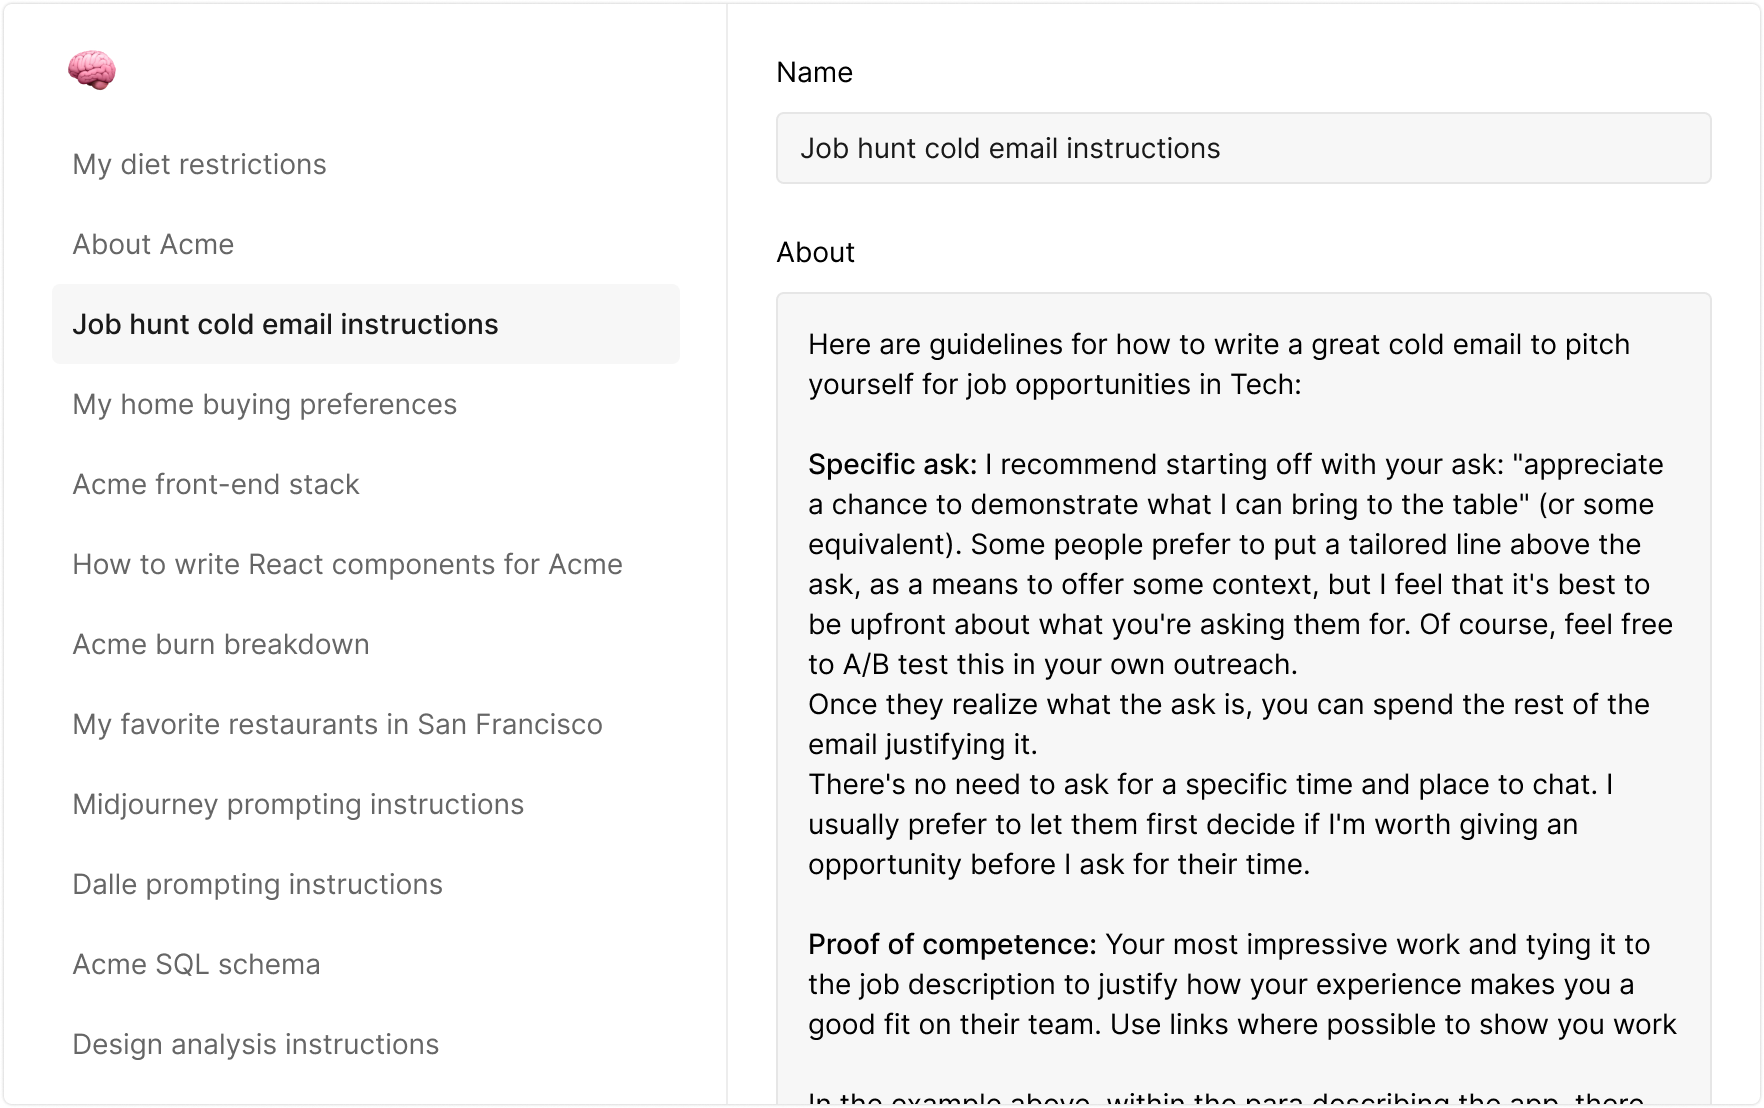 My diet restrictions
About Acme
Job hunt cold email instructions
My home buying preferences
Acme front-end stack
How to write React components for Acme
Acme burn breakdown
My favorite restaurants in San Francisco
Midjourney prompting instructions
Dalle prompting instructions
Acme SQL schema
Design analysis instructions
Name
Job hunt cold email instructions
About
Here are guidelines for how to write a great cold email to pitch
yourself for job opportunities in Tech:
Specific ask: I recommend starting off with your ask: "appreciate
a chance to demonstrate what I can bring to the table" (or some
equivalent). Some people prefer to put a tailored line above the
ask, as a means to offer some context, but I feel that it's best to
be upfront about what you're asking them for. Of course, feel free
to A/B test this in your own outreach.
Once they realize what the ask is, you can spend the rest of the
email justifying it.
There's no need to ask for a specific time and place to chat. I
usually prefer to let them first decide if I'm worth giving an
opportunity before I ask for their time.
Proof of competence: Your most impressive work and tying it to
the job description to justify how your experience makes you a
good fit on their team. Use links where possible to show you work
In the example above, within the para describing the app, there